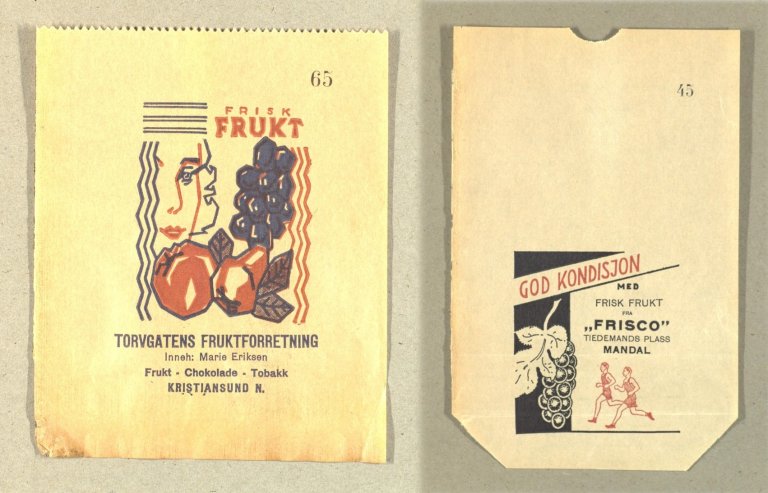 65
FRISK
FRUKT
TORVGATENS FRUKTFORRETNING
Inneh: Marie Eriksen
Frukt - Chokolade - Tobakk
KRISTIANSUND N.
45
GOD KONDISJON
MED
FRISK FRUKT
FRA
„FRISCO”
TIEDEMANDS PLASS
MANDAL